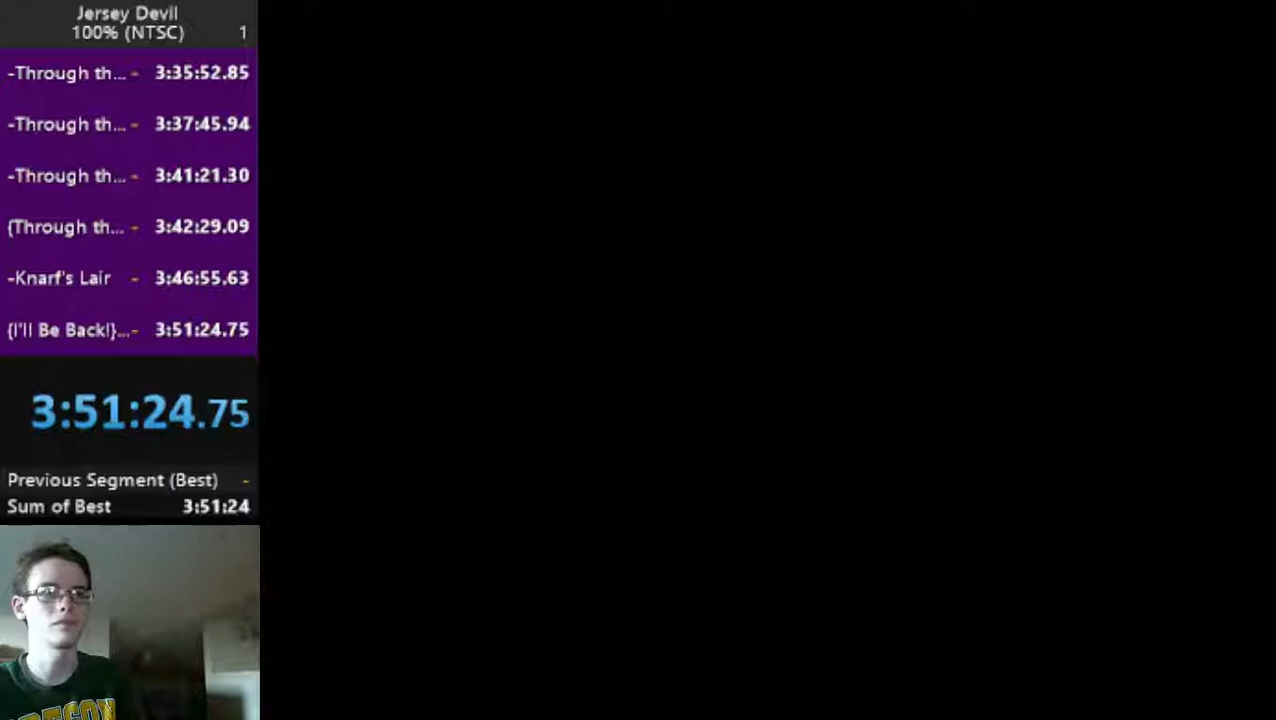 Jersey Devil
100% (NTSC) 1
-Through th... - 3:35:52.85
-Through th... - 3:37:45.94
-Through th... - 3:41:21.30
{Through th... - 3:42:29.09
-Knarf's Lair - 3:46:55.63
{I'll Be Back!}... - 3:51:24.75
3:51:24.75
Previous Segment (Best) -
Sum of Best 3:51:24